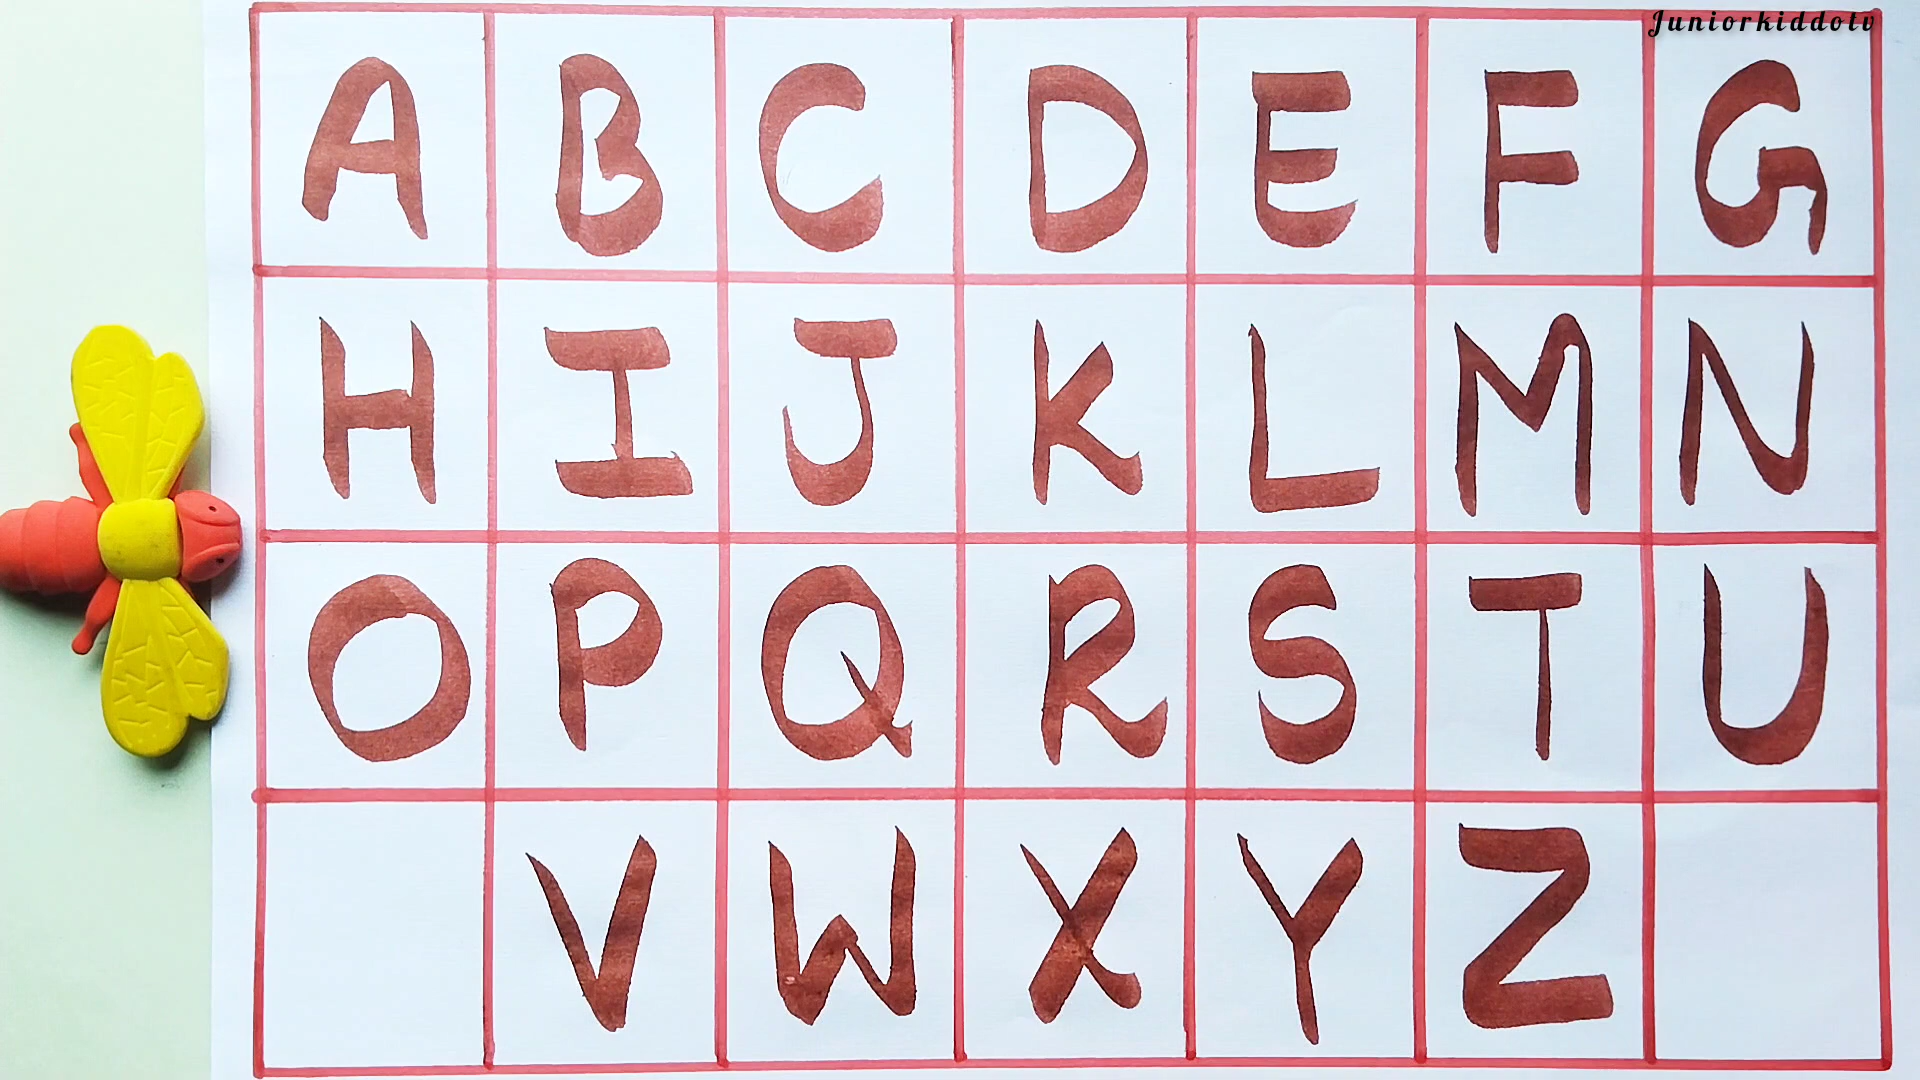 Juniorkiddotv
A B C D E F G
H I J K L M N
O P Q R S T U
V W X Y Z